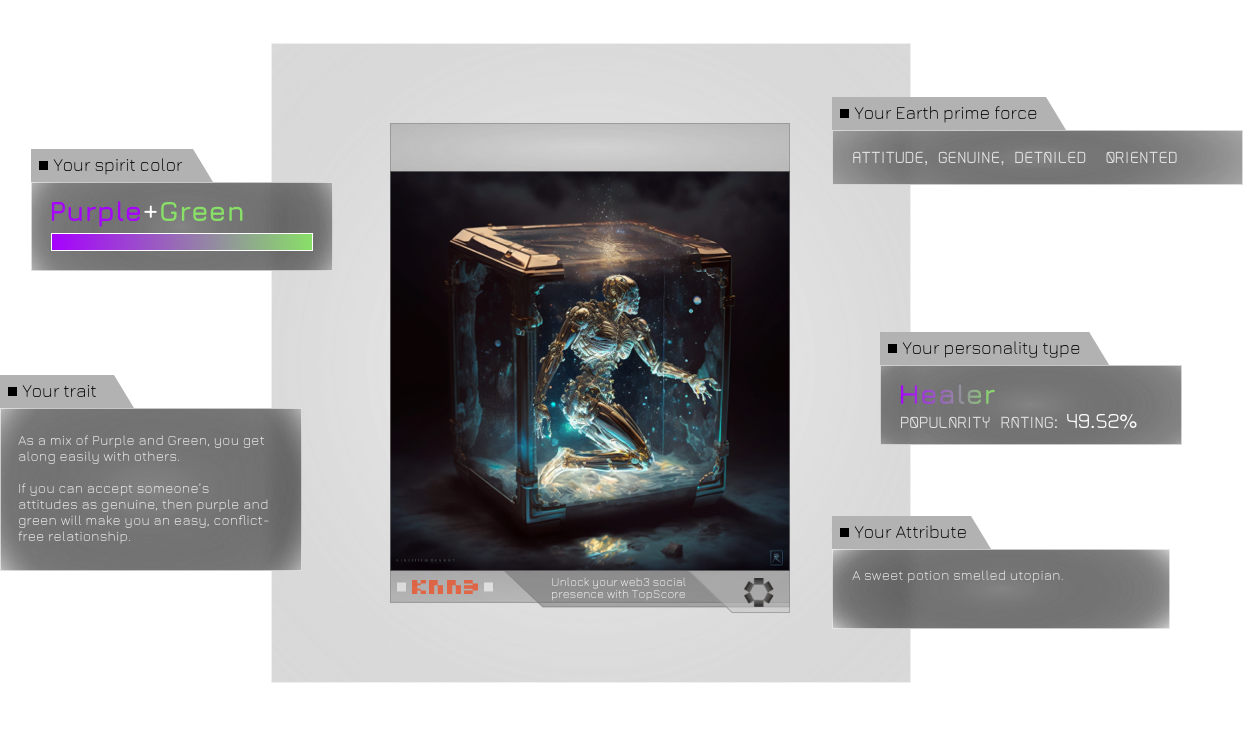 Your spirit color
Purple+Green
Your trait
As a mix of Purple and Green, you get
along easily with others.
If you can accept someone's
attitudes as genuine, then purple and
green will make you an easy, conflict-
free relationship.
KNN3
Unlock your web3 social
presence with TopScore
Your Earth prime force
ATTITUDE, GENUINE, DETAILED ORIENTED
Your personality type
Healer
POPULARITY RATING: 49.52%
Your Attribute
A sweet potion smelled utopian.